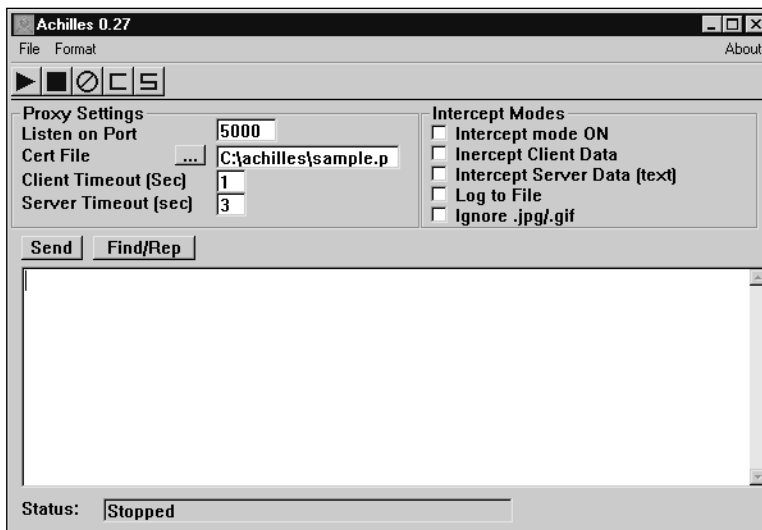 Achilles 0.27
File Format About
Proxy Settings
Listen on Port 5000
Cert File ... C:\achilles\sample.p
Client Timeout (Sec) 1
Server Timeout (sec) 3
Intercept Modes
Intercept mode ON
Inercept Client Data
Intercept Server Data (text)
Log to File
Ignore .jpg/.gif
Send Find/Rep
Status: Stopped